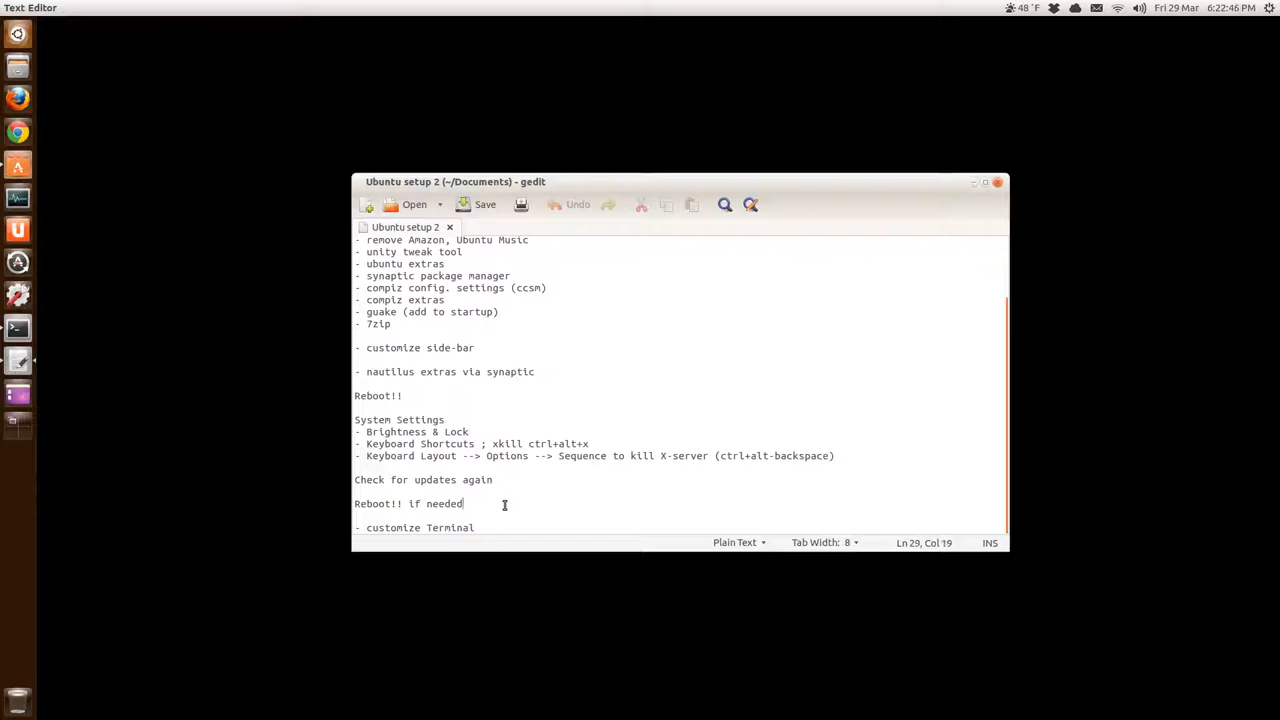 Text Editor
48 °F
Fri 29 Mar
6:22:46 PM
Ubuntu setup 2 (~/Documents) - gedit
Open
Save
Undo
Ubuntu setup 2
- remove Amazon, Ubuntu Music
- unity tweak tool
- ubuntu extras
- synaptic package manager
- compiz config. settings (ccsm)
- compiz extras
- guake (add to startup)
- 7zip
- customize side-bar
- nautilus extras via synaptic
Reboot!!
System Settings
- Brightness & Lock
- Keyboard Shortcuts ; xkill ctrl+alt+x
- Keyboard Layout --> Options --> Sequence to kill X-server (ctrl+alt-backspace)
Check for updates again
Reboot!! if needed
- customize Terminal
Plain Text
Tab Width: 8
Ln 29, Col 19
INS